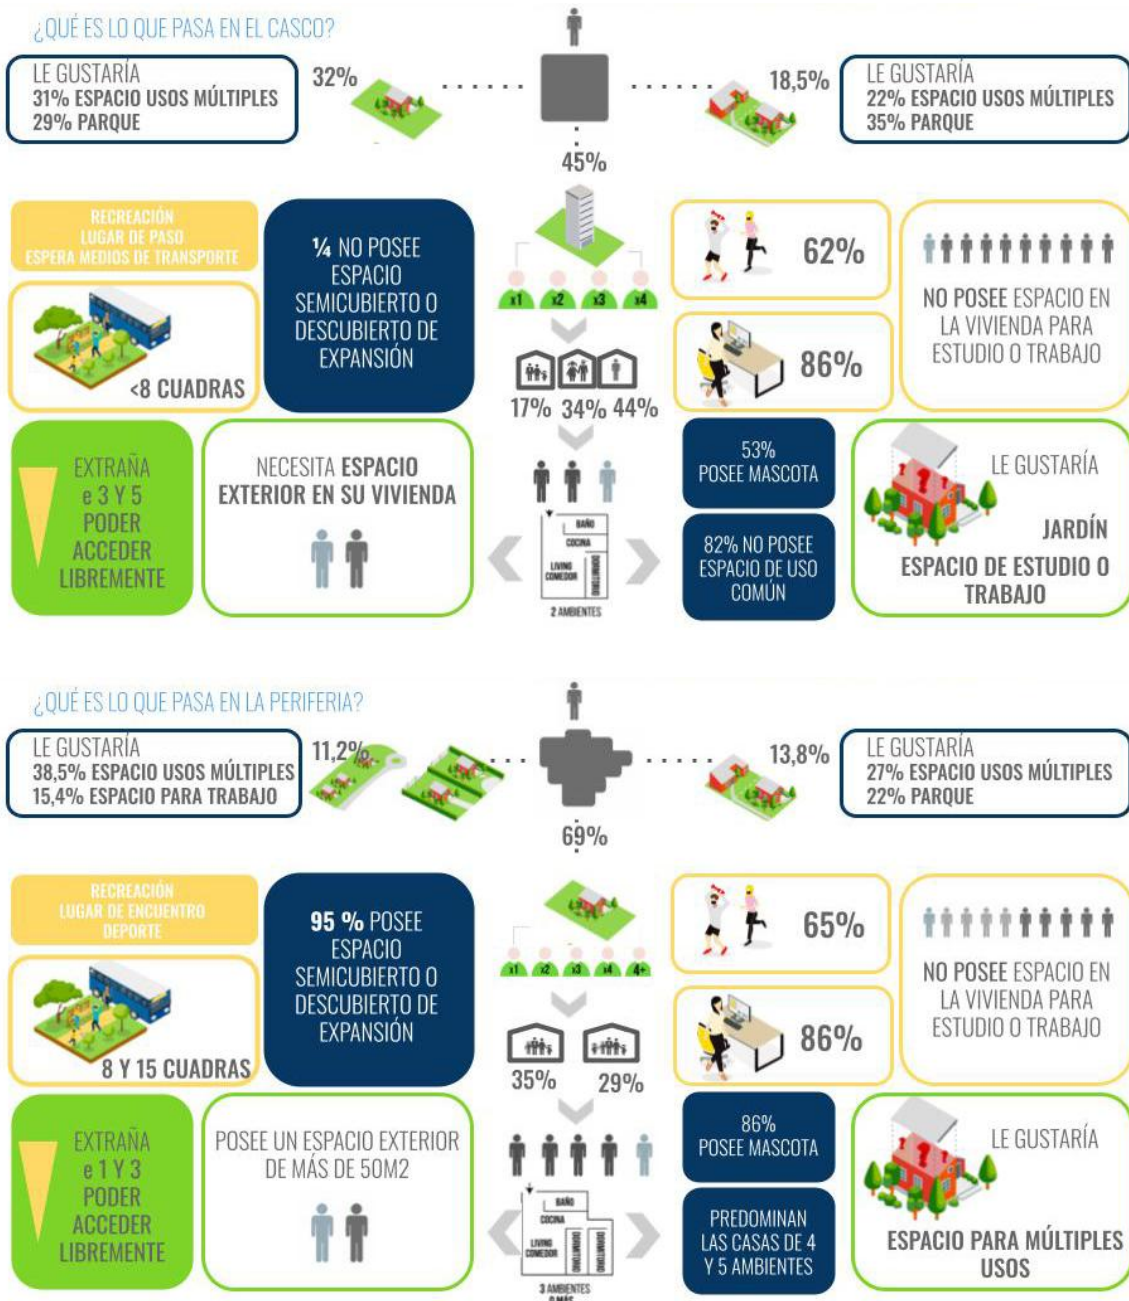 ¿QUÉ ES LO QUE PASA EN EL CASCO?
LE GUSTARÍA
31% ESPACIO USOS MÚLTIPLES
29% PARQUE
32%
18,5%
LE GUSTARÍA
22% ESPACIO USOS MÚLTIPLES
35% PARQUE
45%
RECREACIÓN
LUGAR DE PASO
ESPERA MEDIOS DE TRANSPORTE
<8 CUADRAS
¼ NO POSEE
ESPACIO
SEMICUBIERTO O
DESCUBIERTO DE
EXPANSIÓN
x1 x2 x3 x4
17% 34% 44%
62%
86%
NO POSEE ESPACIO EN
LA VIVIENDA PARA
ESTUDIO O TRABAJO
EXTRAÑA
e 3 Y 5
PODER
ACCEDER
LIBREMENTE
NECESITA ESPACIO
EXTERIOR EN SU VIVIENDA
BAÑO
COCINA
LIVING
COMEDOR
DORMITORIO
2 AMBIENTES
53%
POSEE MASCOTA
82% NO POSEE
ESPACIO DE USO
COMÚN
LE GUSTARÍA
JARDÍN
ESPACIO DE ESTUDIO O
TRABAJO
¿QUÉ ES LO QUE PASA EN LA PERIFERIA?
LE GUSTARÍA
38,5% ESPACIO USOS MÚLTIPLES
15,4% ESPACIO PARA TRABAJO
11,2%
13,8%
LE GUSTARÍA
27% ESPACIO USOS MÚLTIPLES
22% PARQUE
69%
RECREACIÓN
LUGAR DE ENCUENTRO
DEPORTE
8 Y 15 CUADRAS
95 % POSEE
ESPACIO
SEMICUBIERTO O
DESCUBIERTO DE
EXPANSIÓN
x1 x2 x3 x4 4+
35% 29%
65%
86%
NO POSEE ESPACIO EN
LA VIVIENDA PARA
ESTUDIO O TRABAJO
EXTRAÑA
e 1 Y 3
PODER
ACCEDER
LIBREMENTE
POSEE UN ESPACIO EXTERIOR
DE MÁS DE 50M2
BAÑO
COCINA
LIVING
COMEDOR
DORMITORIO
DORMITORIO
3 AMBIENTES
O MÁS
86%
POSEE MASCOTA
PREDOMINAN
LAS CASAS DE 4
Y 5 AMBIENTES
LE GUSTARÍA
ESPACIO PARA MÚLTIPLES
USOS